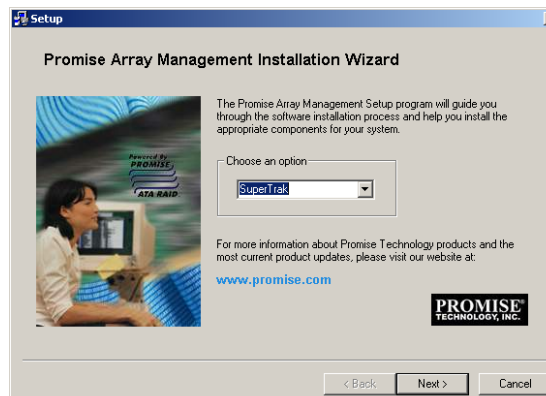 Setup
Promise Array Management Installation Wizard
The Promise Array Management Setup program will guide you
through the software installation process and help you install the
appropriate components for your system.
Powered By
PROMISE
ATA RAID
Choose an option
SuperTrak
For more information about Promise Technology products and the
most current product updates, please visit our website at:
www.promise.com
PROMISE®
TECHNOLOGY, INC.
< Back
Next >
Cancel